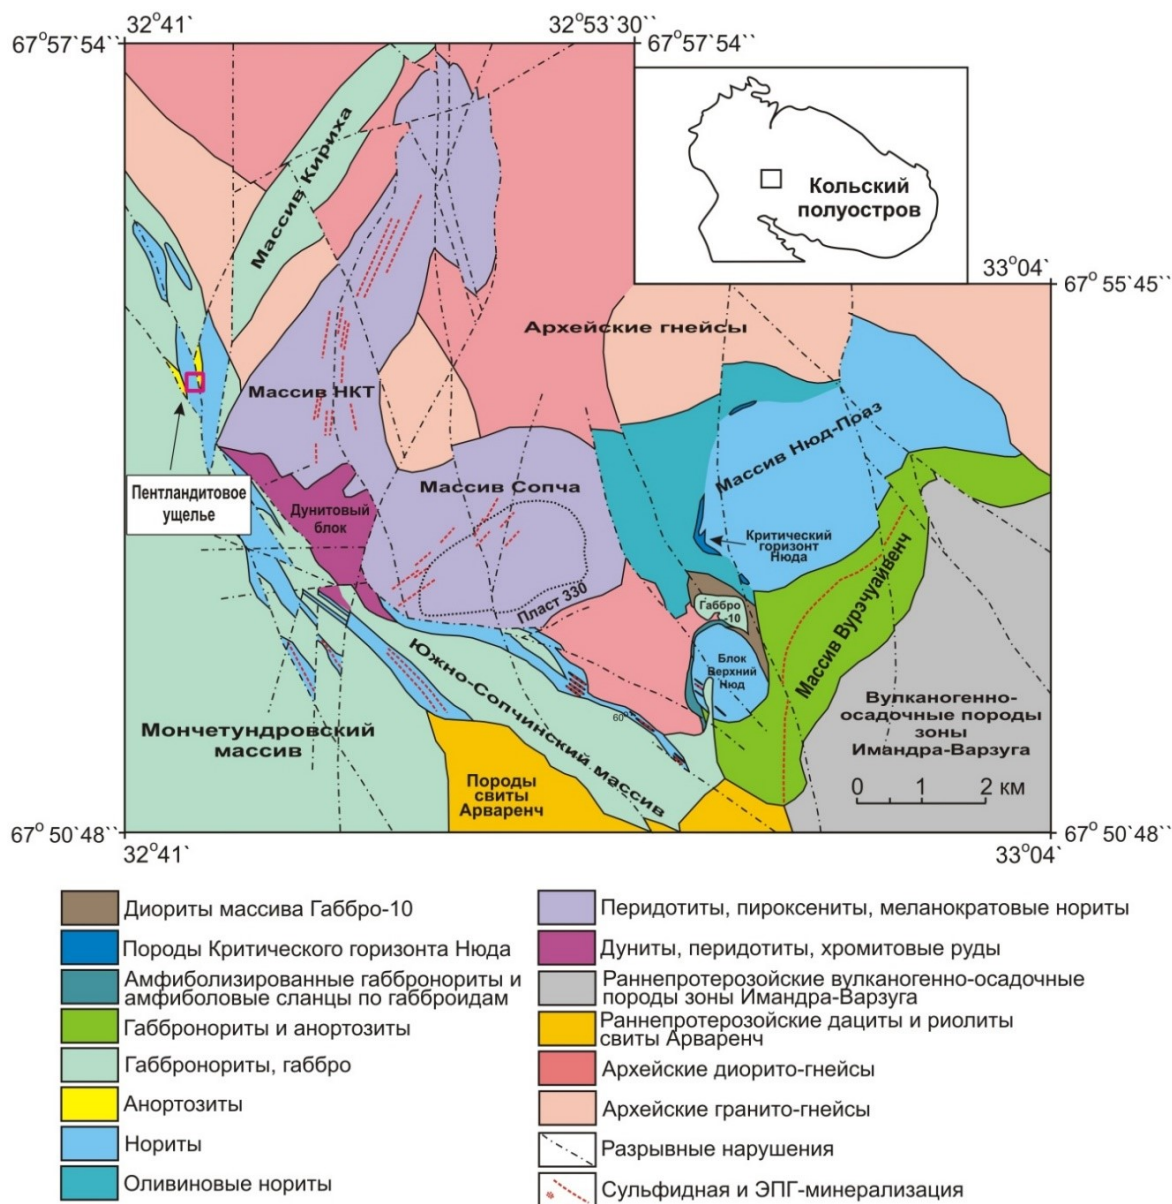 32°41`
32°53`30``
67°57`54``
67°57`54``
Кольский
полуостров
Массив Кириха
33°04`
67°55`45``
Архейские гнейсы
Массив НКТ
Массив Нюд-Поаз
Массив Сопча
Пентландитовое
ущелье
Дунитовый
блок
Критический
горизонт
Нюда
Пласт 330
Габбро
-10
Массив Вурэчуайвенч
Блок
Верхний
Нюд
Южно-Сопчинский массив
60°
Вулканогенно-
осадочные породы
зоны
Имандра-Варзуга
Мончетундровский
массив
Породы
свиты
Арваренч
0 1 2 км
67°50`48``
67°50`48``
32°41`
33°04`
Диориты массива Габбро-10
Породы Критического горизонта Нюда
Амфиболизированные габбронориты и
амфиболовые сланцы по габброидам
Габбронориты и анортозиты
Габбронориты, габбро
Анортозиты
Нориты
Оливиновые нориты
Перидотиты, пироксениты, меланократовые нориты
Дуниты, перидотиты, хромитовые руды
Раннепротерозойские вулканогенно-осадочные
породы зоны Имандра-Варзуга
Раннепротерозойские дациты и риолиты
свиты Арваренч
Архейские диорито-гнейсы
Архейские гранито-гнейсы
Разрывные нарушения
Сульфидная и ЭПГ-минерализация